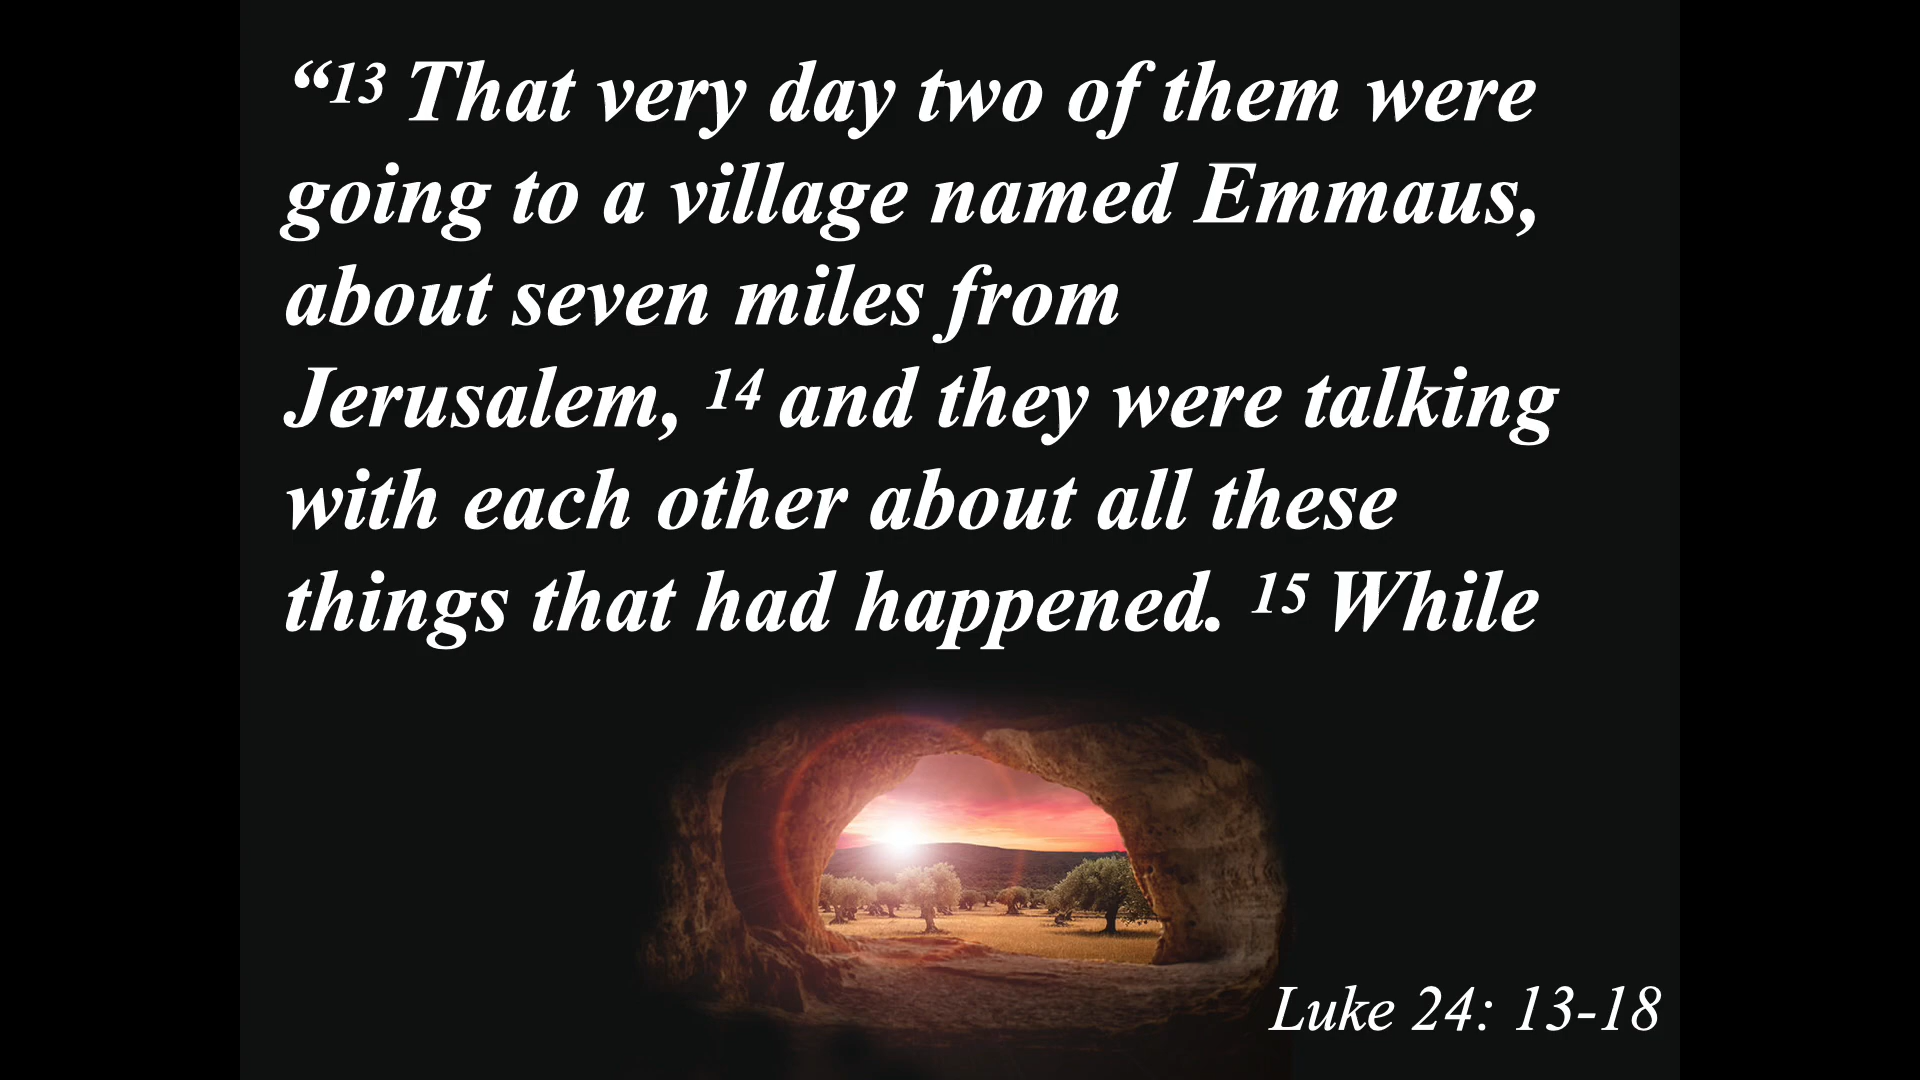 “13 That very day two of them were
going to a village named Emmaus,
about seven miles from
Jerusalem, 14 and they were talking
with each other about all these
things that had happened. 15 While
Luke 24: 13-18